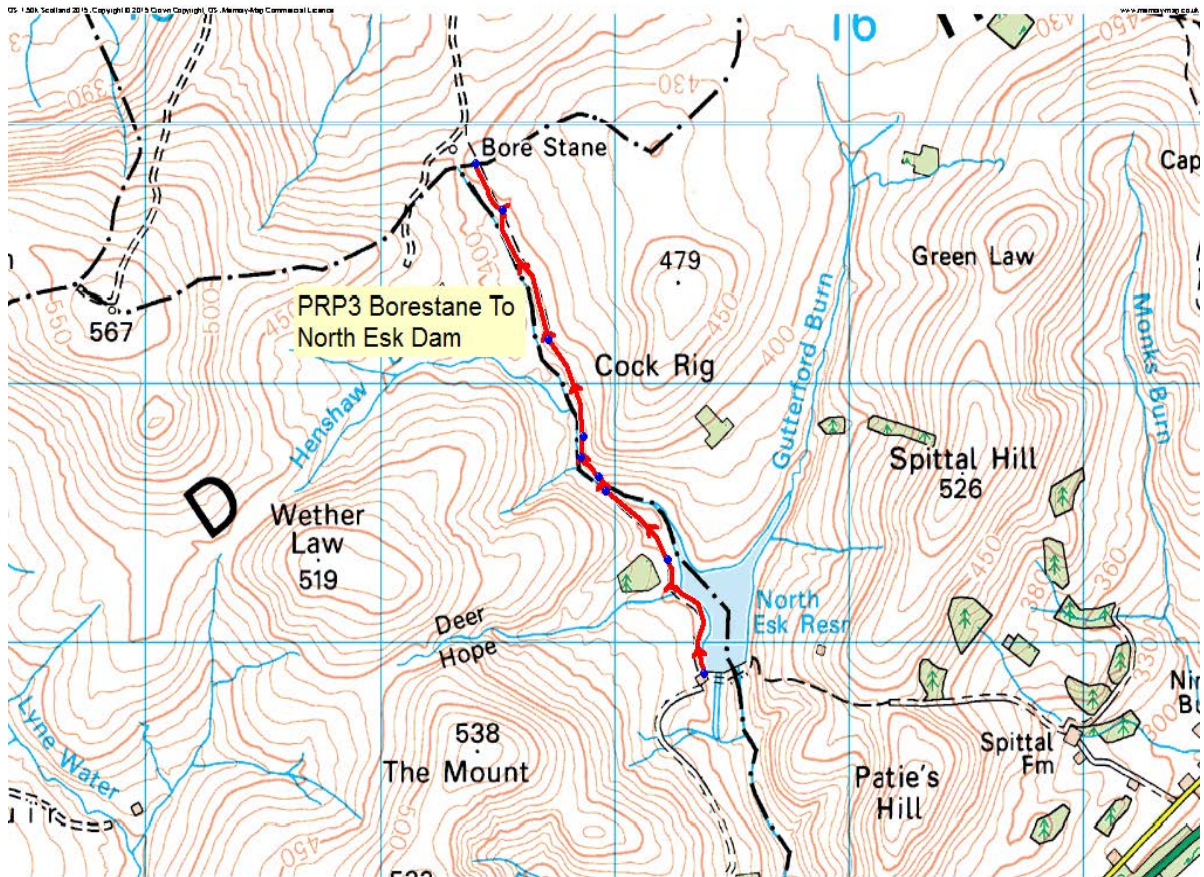 OS 1:50K Scotland 2015. Copyright © 2015 Crown Copyright; OS. Memory-Map Commercial Licence
www.memory-map.co.uk
16
430
450
430
390
Bore Stane
Cap
Green Law
479
400
450
400
550
500
567
PRP3 Borestane To
North Esk Dam
Cock Rig
Gutterford Burn
Monks Burn
Henshaw
Spittal Hill
526
D
Wether
Law
519
450
360
North
Esk Resr
Deer
Hope
330
300
Lyne Water
538
The Mount
Spittal
Fm
Patie's
Hill
500
450